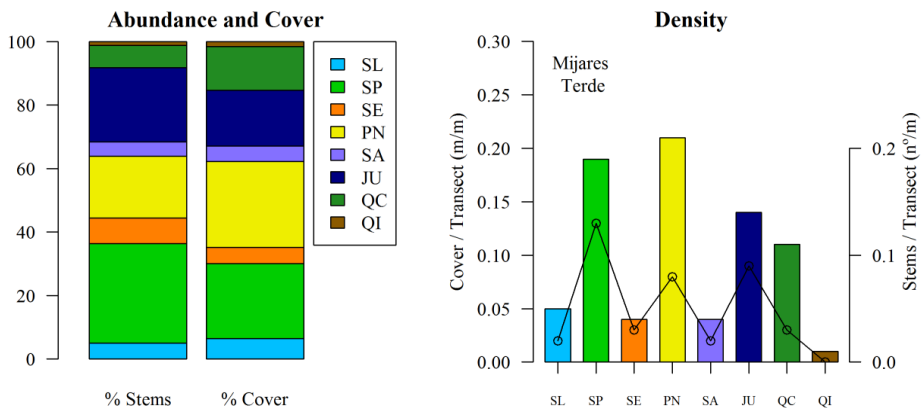 Abundance and Cover
100
80
60
40
20
0
% Stems
% Cover
SL
SP
SE
PN
SA
JU
QC
QI
Density
Mijares
Terde
Cover / Transect (m/m)
0.30
0.25
0.20
0.15
0.10
0.05
0.00
SL SP SE PN SA JU QC QI
0.2
0.1
0.0
Stems / Transect (nº/m)